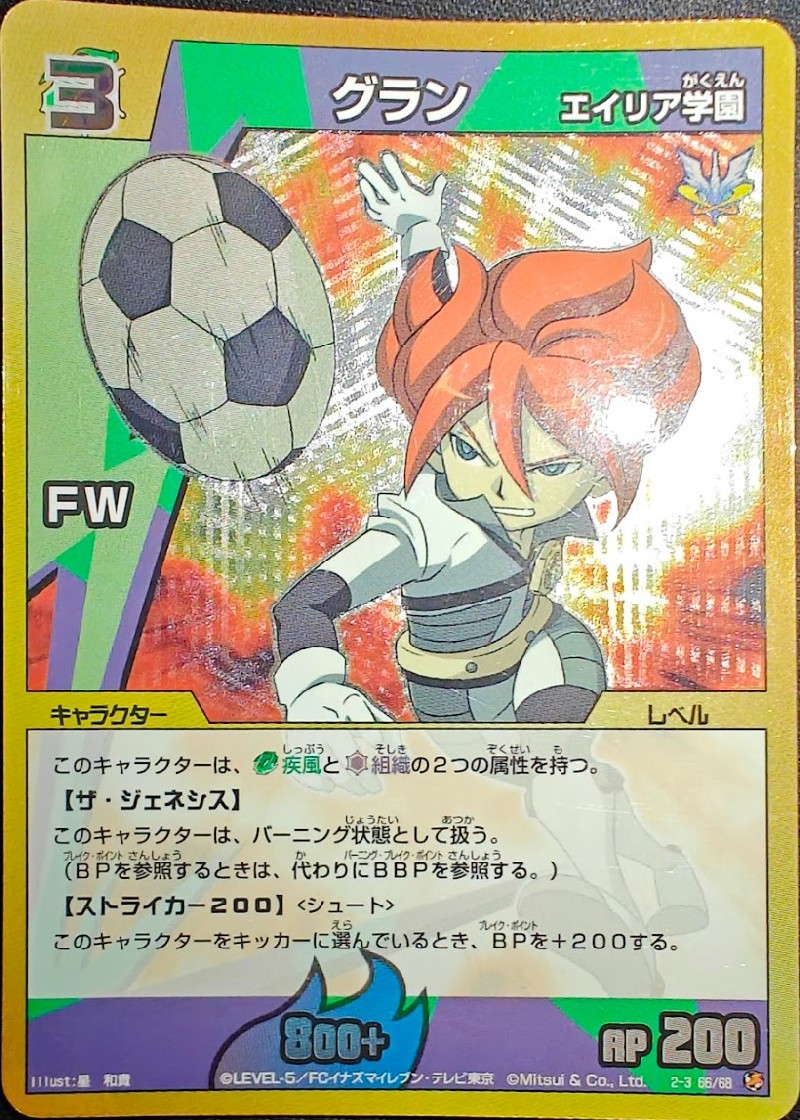 3
グラン
がくえん
エイリア学園
FW
キャラクター
レベル
しっぷう そしき ぞくせい も
このキャラクターは、疾風と組織の2つの属性を持つ。
【ザ・ジェネシス】
じょうたい あつか
このキャラクターは、バーニング状態として扱う。
ブレイク・ポイント さんしょう か バーニング・ブレイク・ポイント さんしょう
(BPを参照するときは、代わりにBBPを参照する。)
【ストライカー200】<シュート>
えら ブレイク・ポイント
このキャラクターをキッカーに選んでいるとき、BPを+200する。
800+
AP 200
Illust:星 和貴
©LEVEL-5/FCイナズマイレブン・テレビ東京 ©Mitsui & Co., Ltd. 2-3 66/68